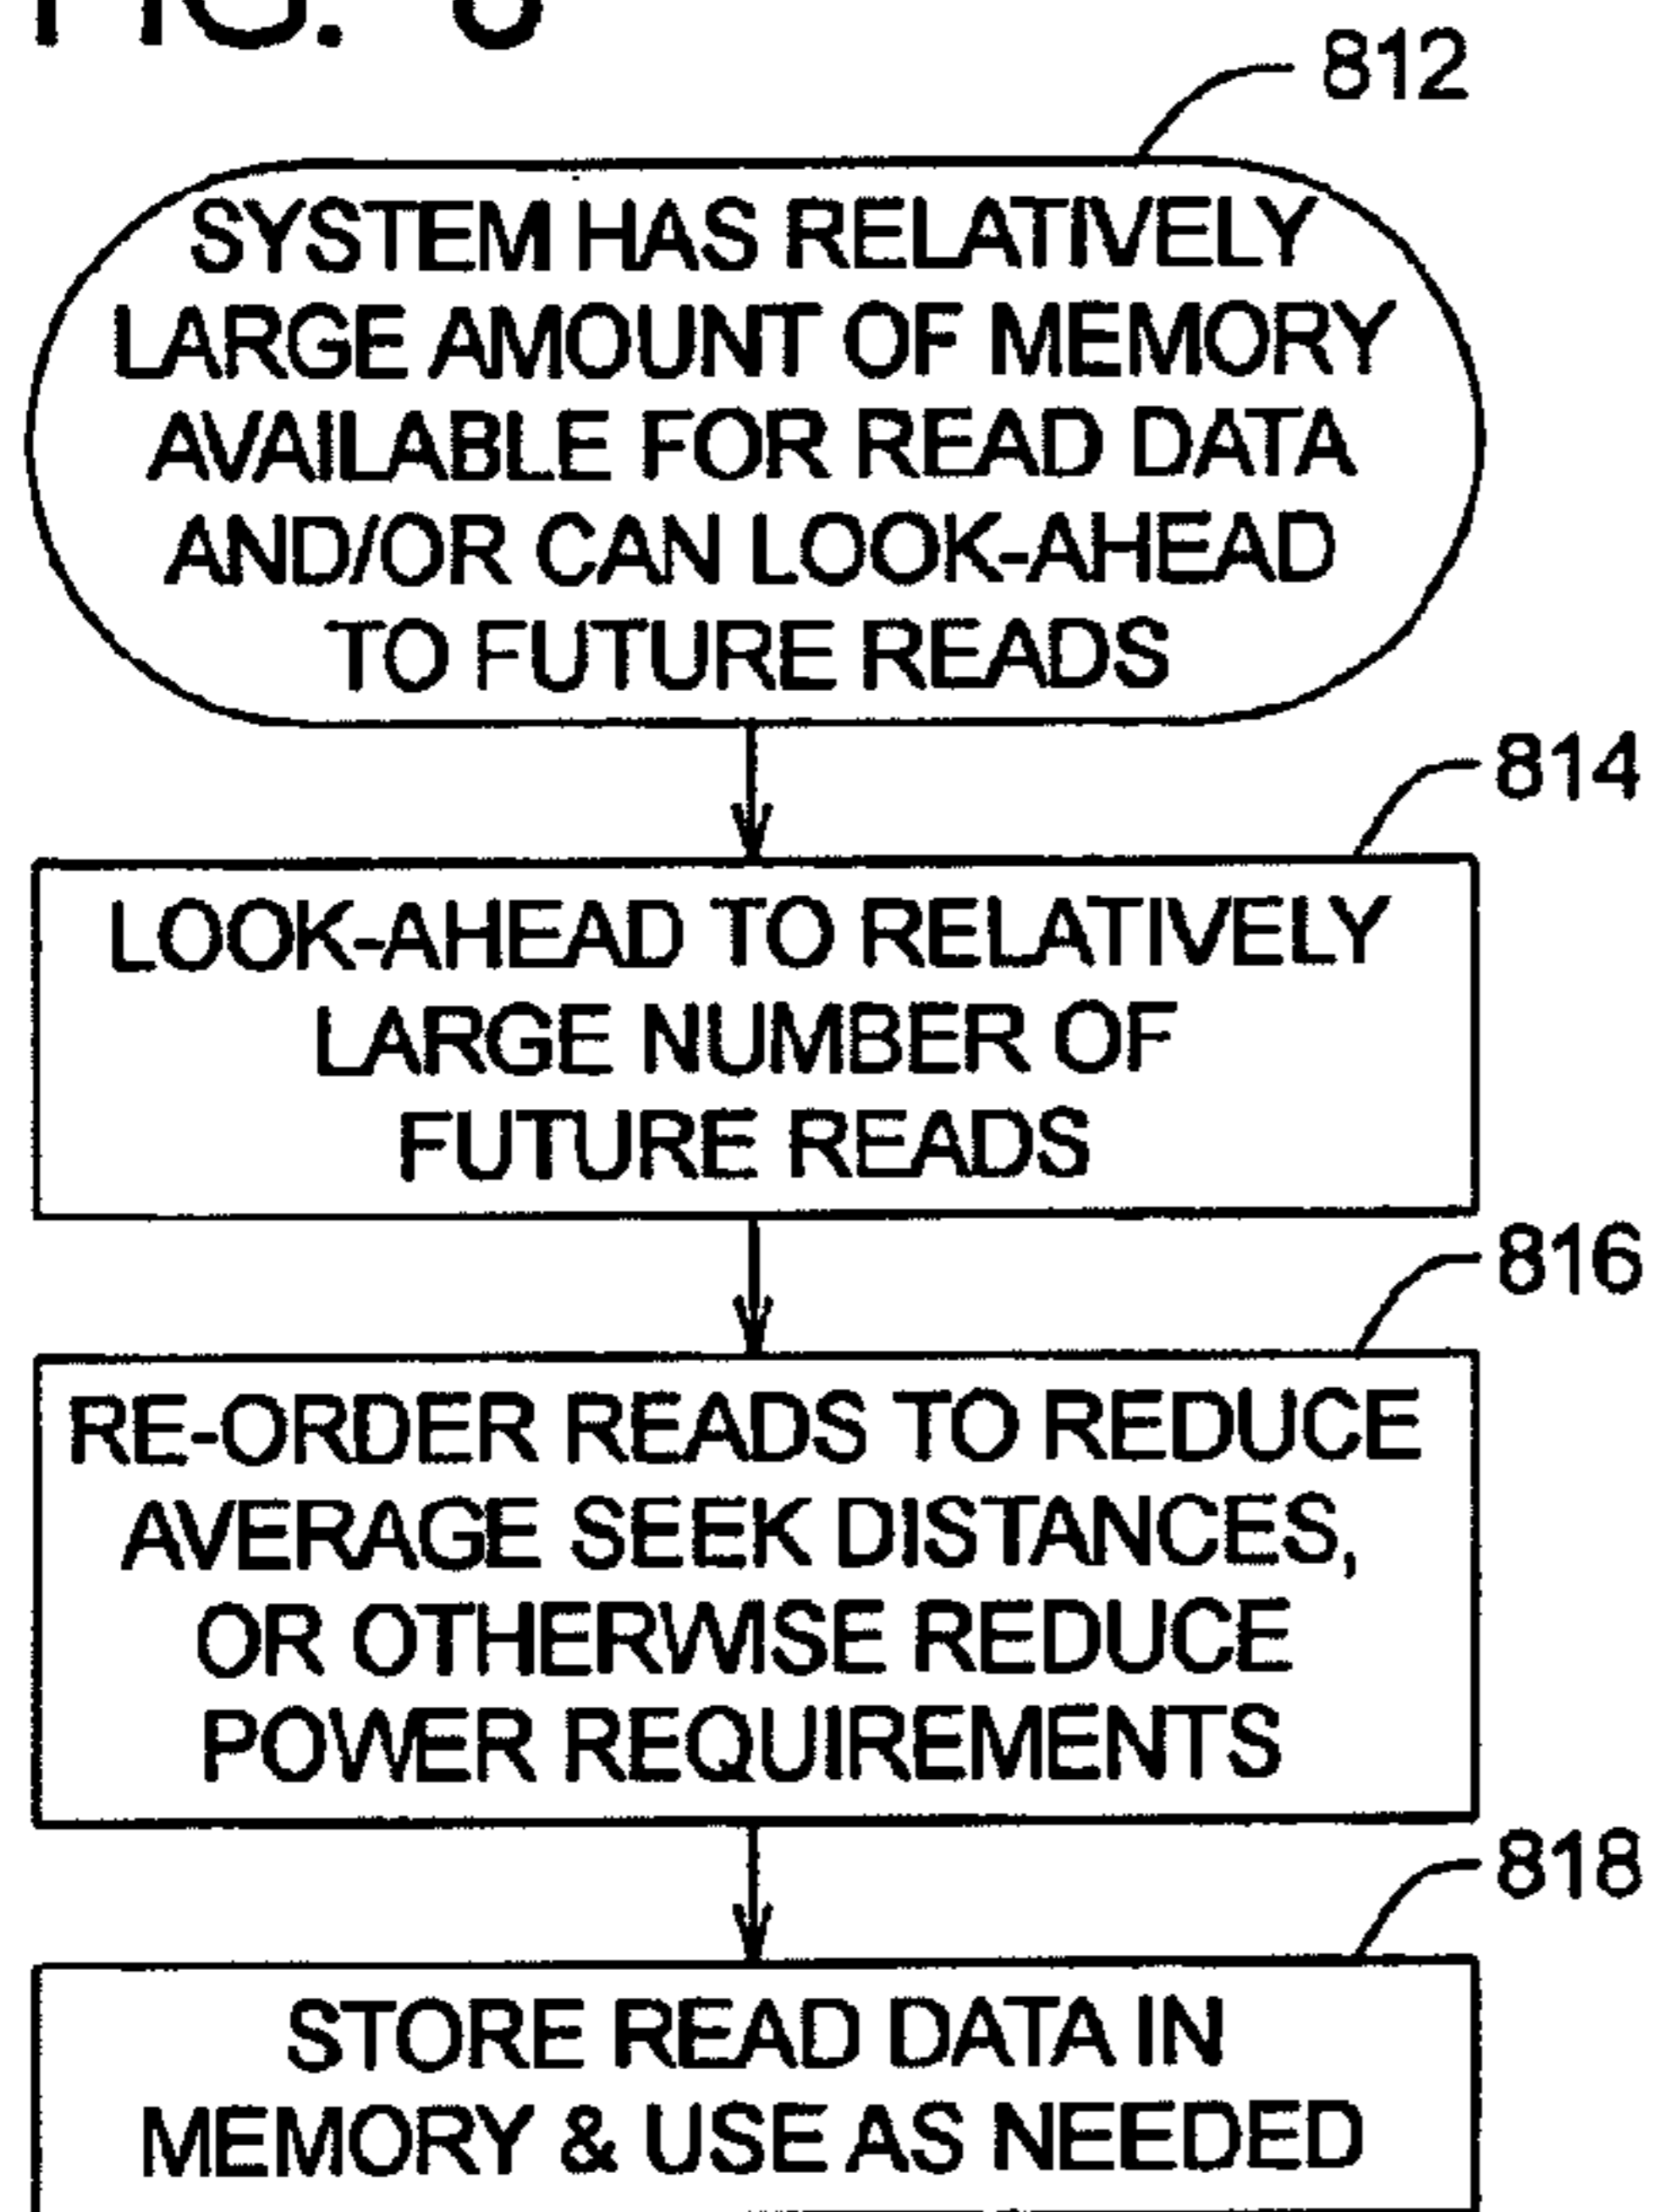 FIG. 8
812
SYSTEM HAS RELATIVELY
LARGE AMOUNT OF MEMORY
AVAILABLE FOR READ DATA
AND/OR CAN LOOK-AHEAD
TO FUTURE READS
814
LOOK-AHEAD TO RELATIVELY
LARGE NUMBER OF
FUTURE READS
816
RE-ORDER READS TO REDUCE
AVERAGE SEEK DISTANCES,
OR OTHERWISE REDUCE
POWER REQUIREMENTS
818
STORE READ DATA IN
MEMORY & USE AS NEEDED